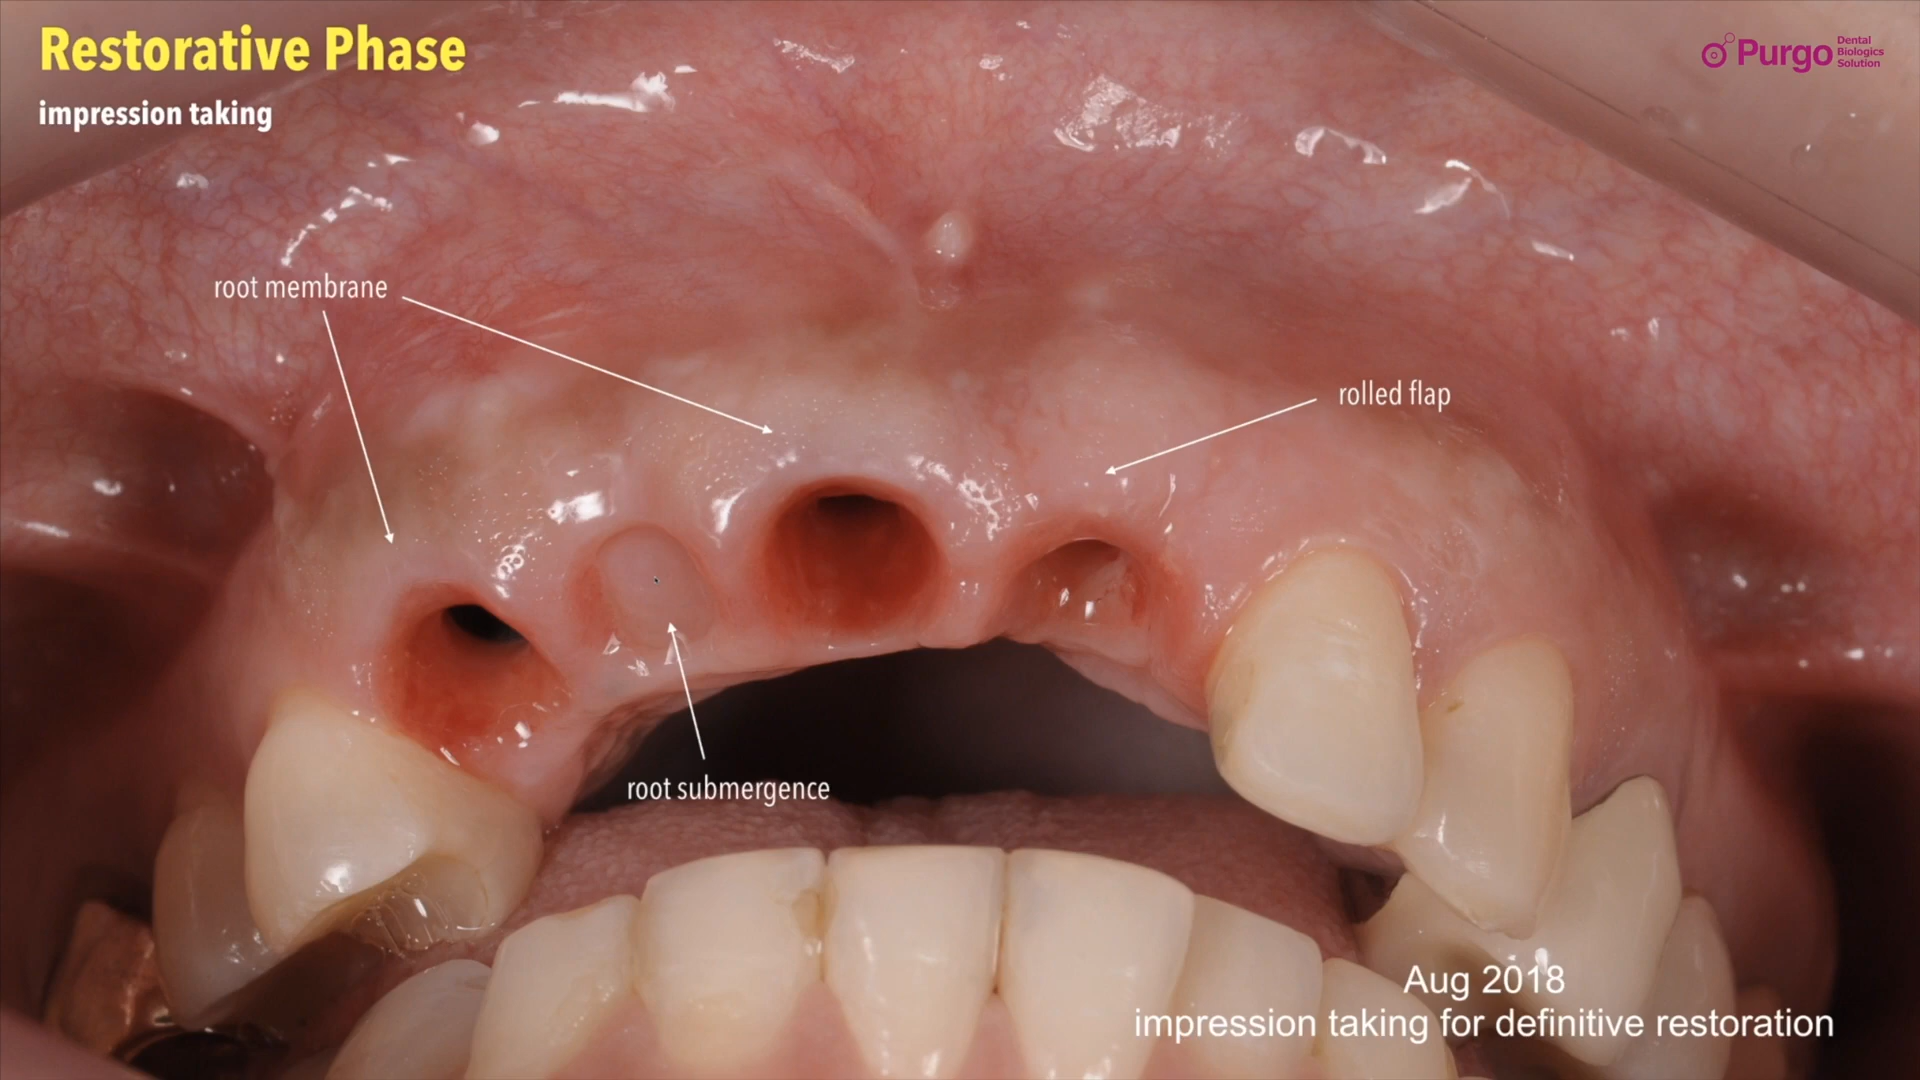 Restorative Phase
impression taking
Purgo
Dental
Biologics
Solution
root membrane
rolled flap
root submergence
Aug 2018
impression taking for definitive restoration